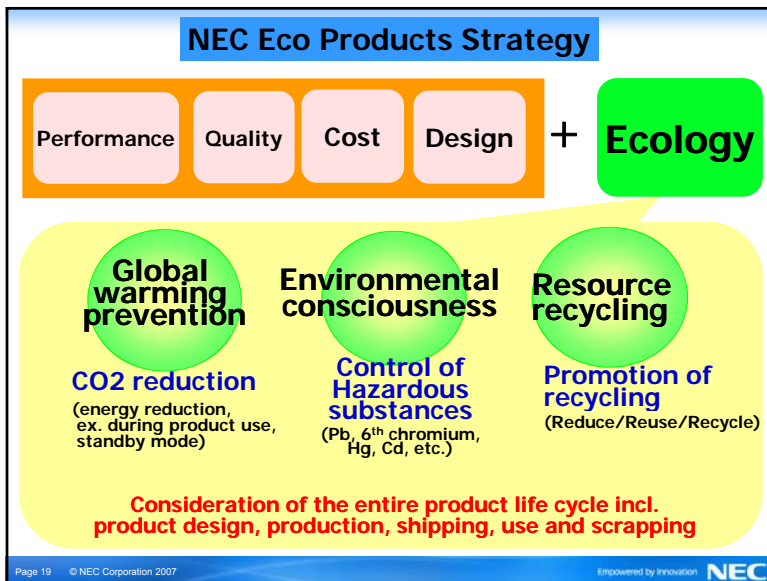 NEC Eco Products Strategy
Performance
Quality
Cost
Design
+
Ecology
Global
warming
prevention
CO2 reduction
(energy reduction,
ex. during product use,
standby mode)
Environmental
consciousness
Control of
Hazardous
substances
(Pb, 6th chromium,
Hg, Cd, etc.)
Resource
recycling
Promotion of
recycling
(Reduce/Reuse/Recycle)
Consideration of the entire product life cycle incl.
product design, production, shipping, use and scrapping
Page 19 © NEC Corporation 2007
Empowered by Innovation NEC